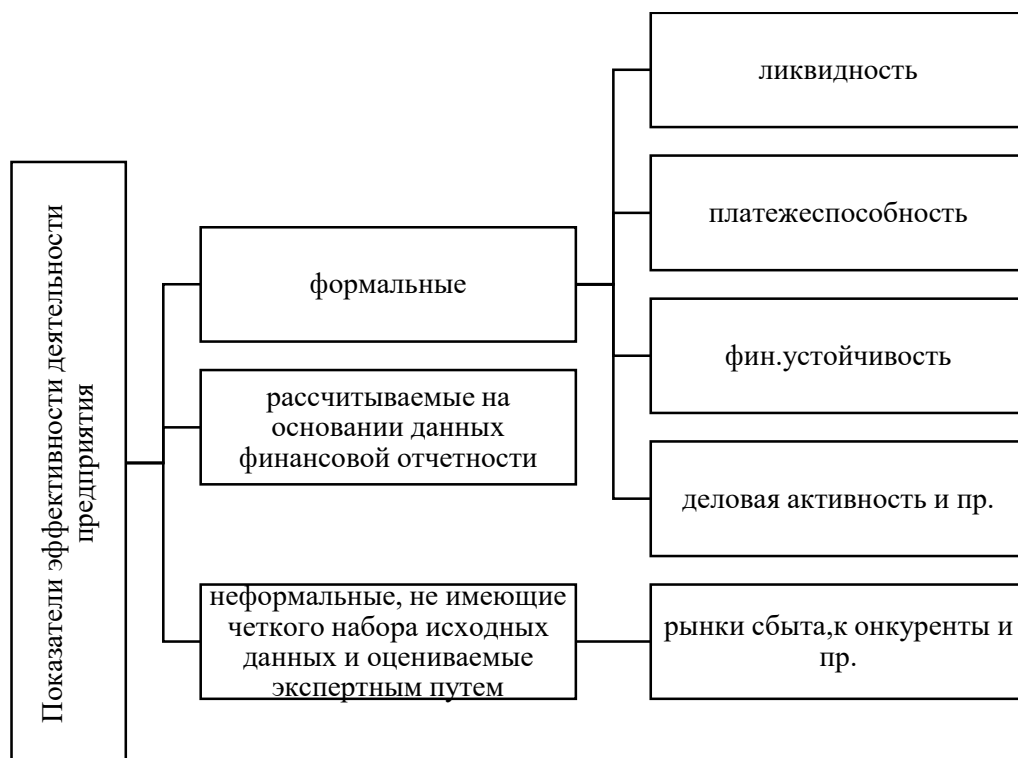 Показатели эффективности деятельности
предприятия
формальные
рассчитываемые на
основании данных
финансовой отчетности
неформальные, не имеющие
четкого набора исходных
данных и оцениваемые
экспертным путем
ликвидность
платежеспособность
фин.устойчивость
деловая активность и пр.
рынки сбыта,к онкуренты и
пр.